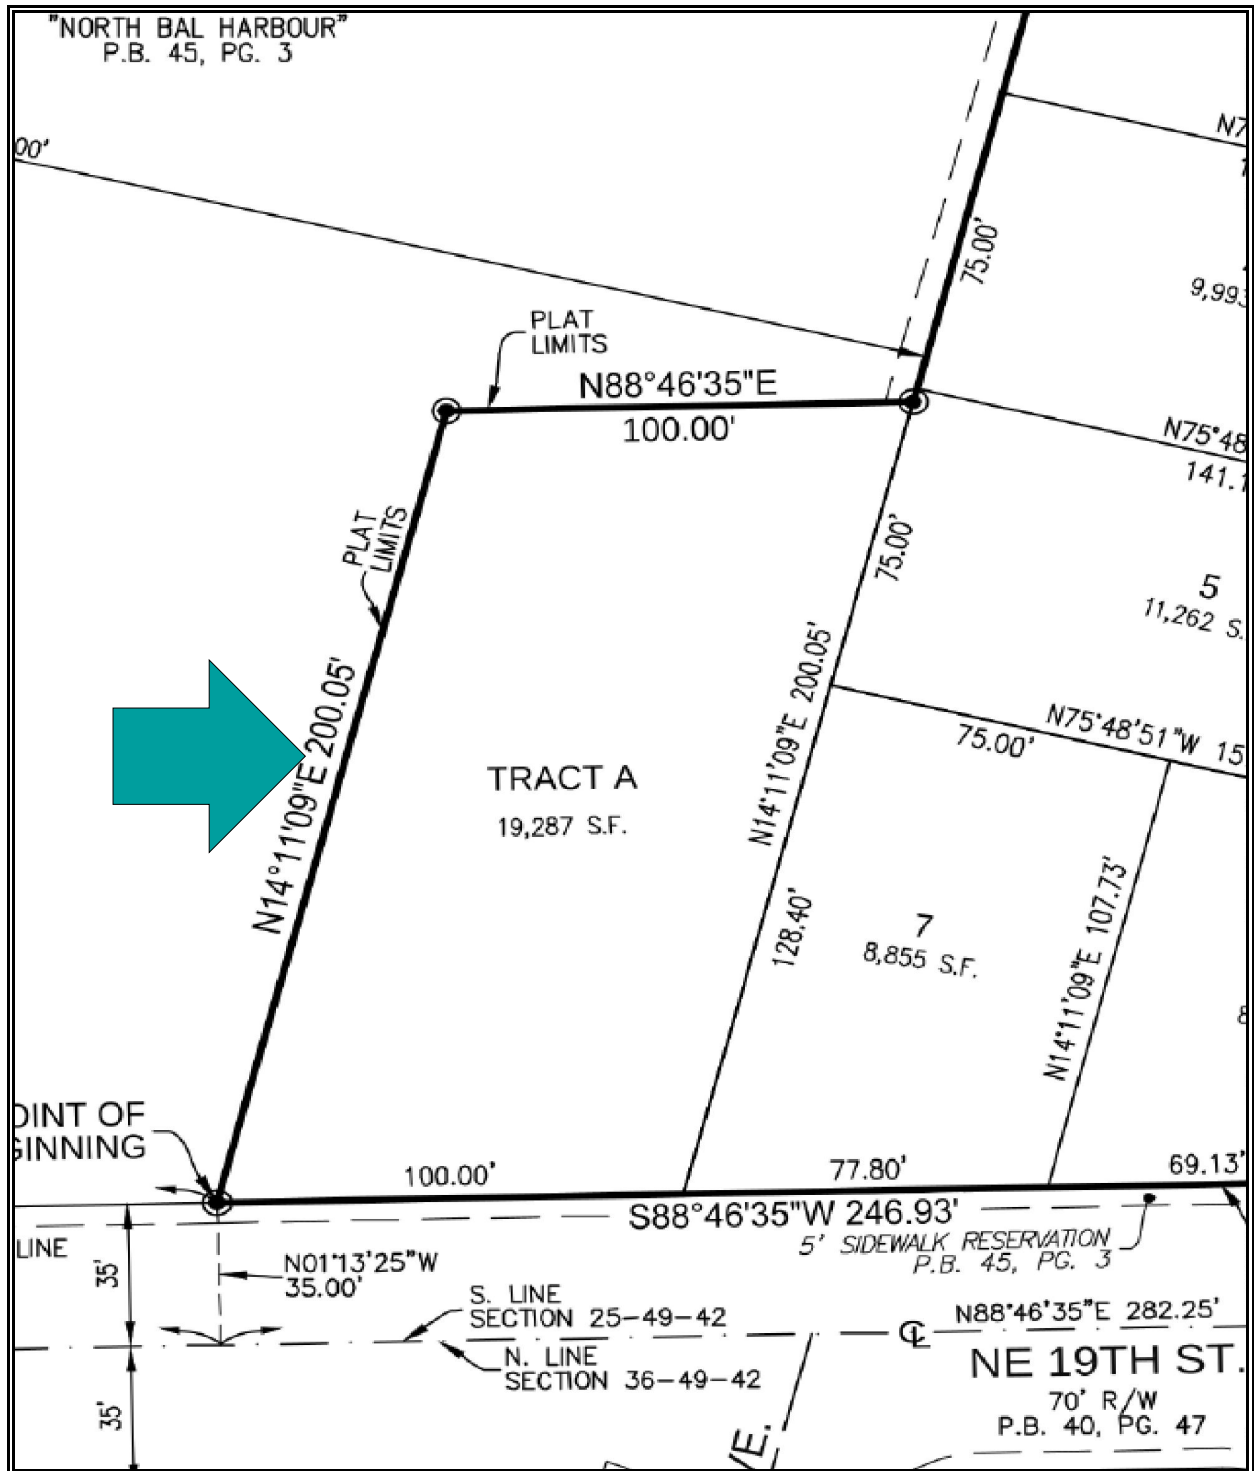 "NORTH BAL HARBOUR"
P.B. 45, PG. 3
00'
N7
75.00'
9,993
PLAT
LIMITS
N88°46'35"E
100.00'
N75°48
141.1
PLAT
LIMITS
75.00'
5
11,262 S.
N14°11'09"E 200.05'
N14°11'09"E 200.05'
N75°48'51"W 15
75.00'
TRACT A
19,287 S.F.
128.40'
7
8,855 S.F.
N14°11'09"E 107.73'
8
OINT OF
GINNING
100.00'
77.80'
69.13'
S88°46'35"W 246.93'
5' SIDEWALK RESERVATION
P.B. 45, PG. 3
LINE
35'
N01°13'25"W
35.00'
S. LINE
SECTION 25-49-42
N88°46'35"E 282.25'
N. LINE
SECTION 36-49-42
NE 19TH ST.
70' R/W
P.B. 40, PG. 47
35'
VE.